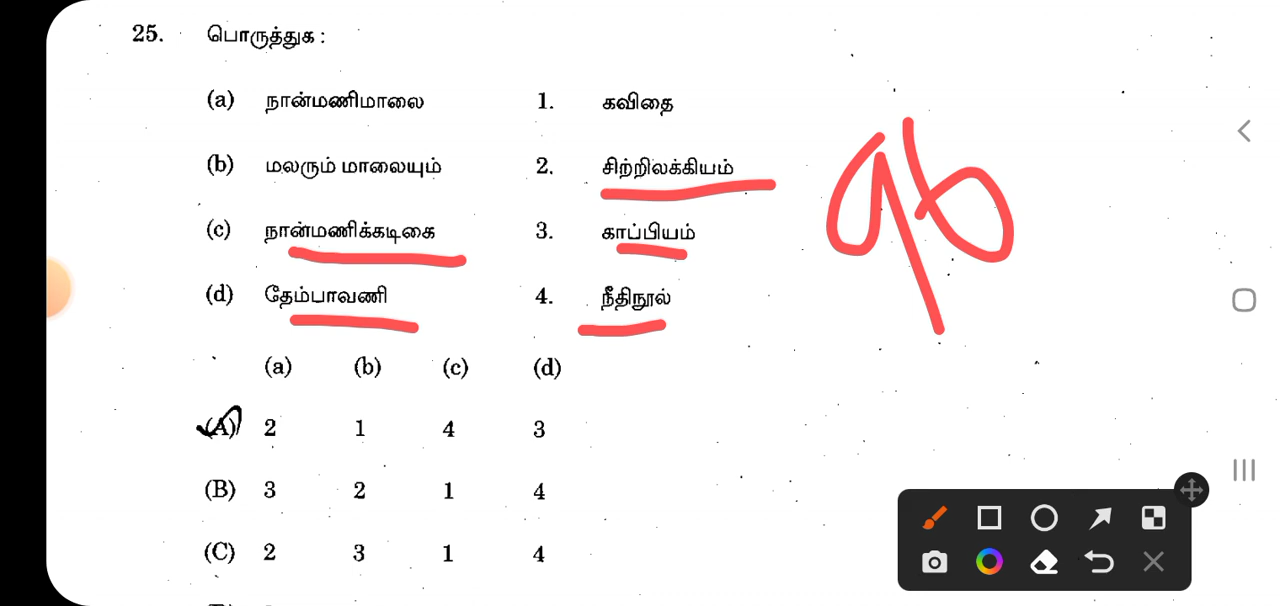 25. பொருத்துக :
(a) நான்மணிமாலை 1. கவிதை
(b) மலரும் மாலையும் 2. சிற்றிலக்கியம்
(c) நான்மணிக்கடிகை 3. காப்பியம்
(d) தேம்பாவணி 4. நீதிநூல்
(a) (b) (c) (d)
(A) 2 1 4 3
(B) 3 2 1 4
(C) 2 3 1 4